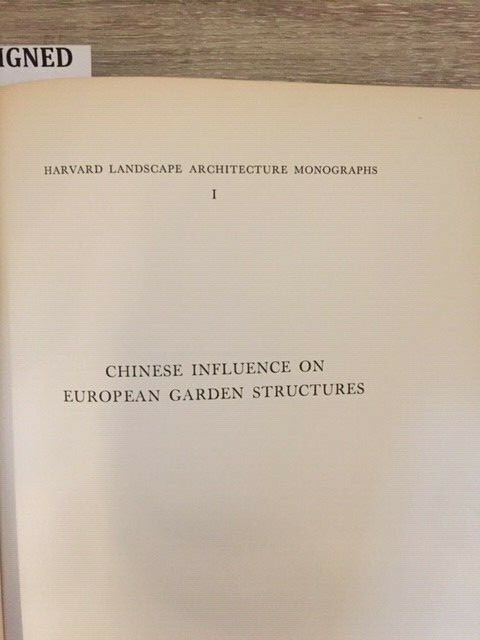 IGNED
HARVARD LANDSCAPE ARCHITECTURE MONOGRAPHS
I
CHINESE INFLUENCE ON
EUROPEAN GARDEN STRUCTURES